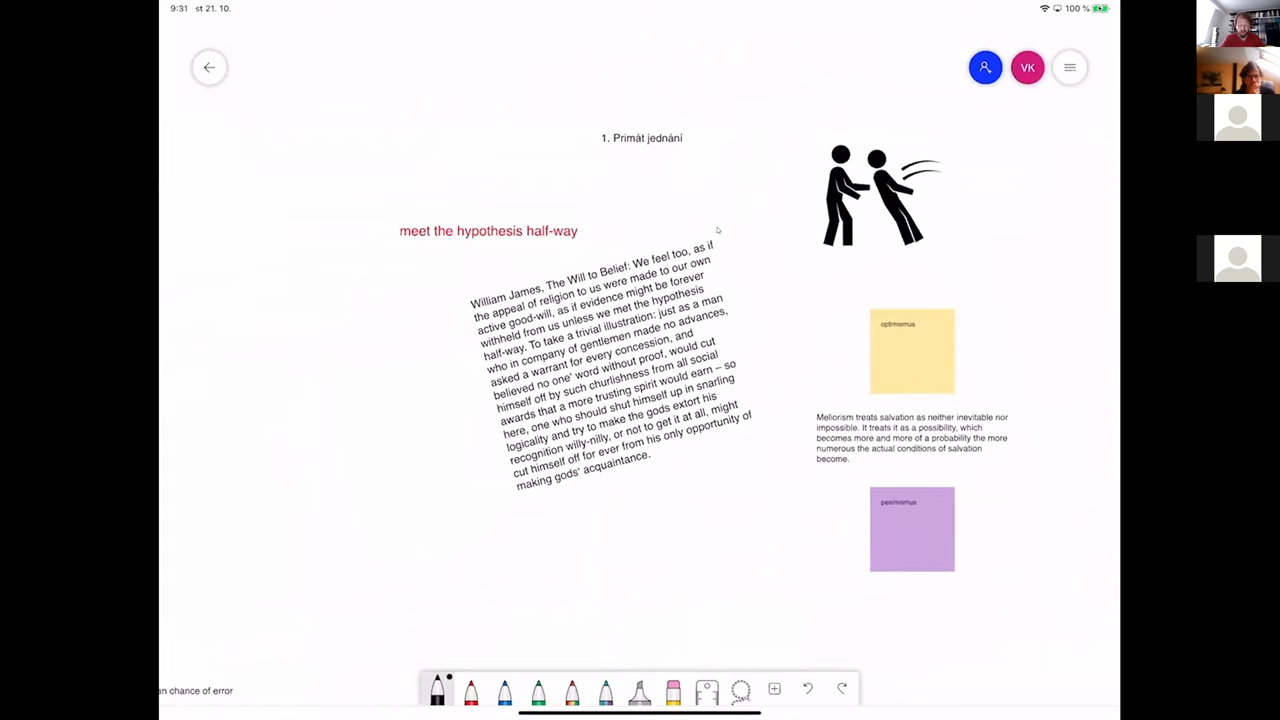 9:31 st 21. 10.
100 %
VK
1. Primát jednání
meet the hypothesis half-way
William James, The Will to Belief: We feel too, as if
the appeal of religion to us were made to our own
active good-will, as if evidence might be forever
withheld from us unless we met the hypothesis
half-way. To take a trivial illustration: just as a man
who in company of gentlemen made no advances,
asked a warrant for every concession, and
believed no one' word without proof, would cut
himself off by such churlishness from all social
awards that a more trusting spirit would earn – so
here, one who should shut himself up in snarling
logicality and try to make the gods extort his
recognition willy-nilly, or not to get it at all, might
cut himself off for ever from his only opportunity of
making gods' acquaintance.
optimismus
Meliorism treats salvation as neither inevitable nor
impossible. It treats it as a possibility, which
becomes more and more of a probability the more
numerous the actual conditions of salvation
become.
pesimismus
an chance of error